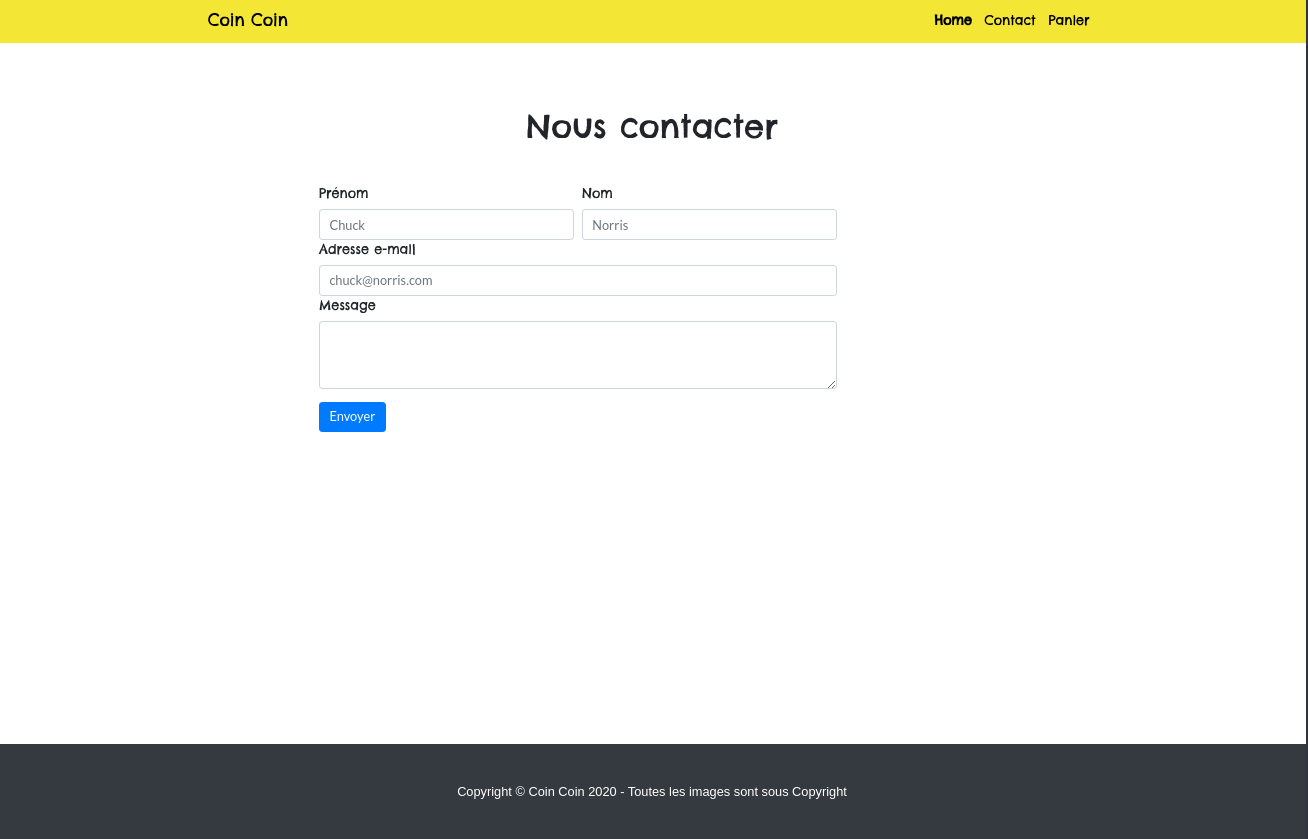 Coin Coin Home Contact Panier
Nous contacter
Prénom Nom
Chuck Norris
Adresse e-mail
chuck@norris.com
Message
Envoyer
Copyright © Coin Coin 2020 - Toutes les images sont sous Copyright